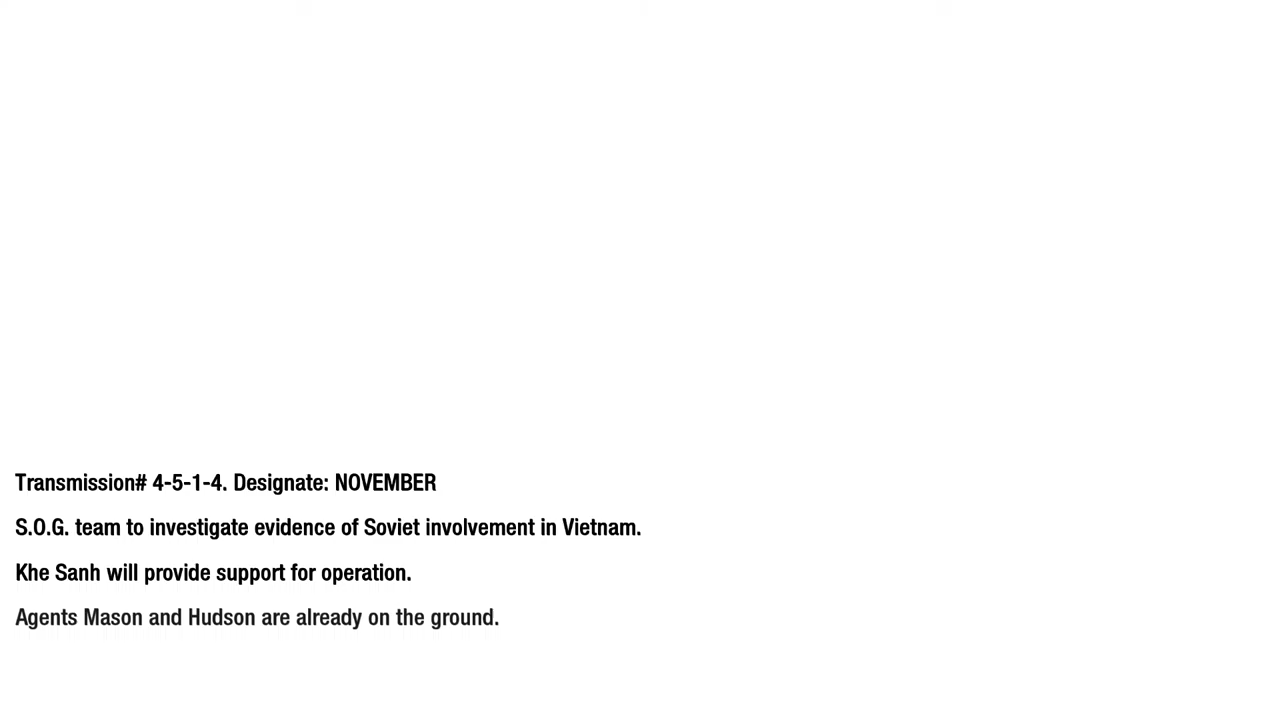 Transmission# 4-5-1-4. Designate: NOVEMBER
S.O.G. team to investigate evidence of Soviet involvement in Vietnam.
Khe Sanh will provide support for operation.
Agents Mason and Hudson are already on the ground.